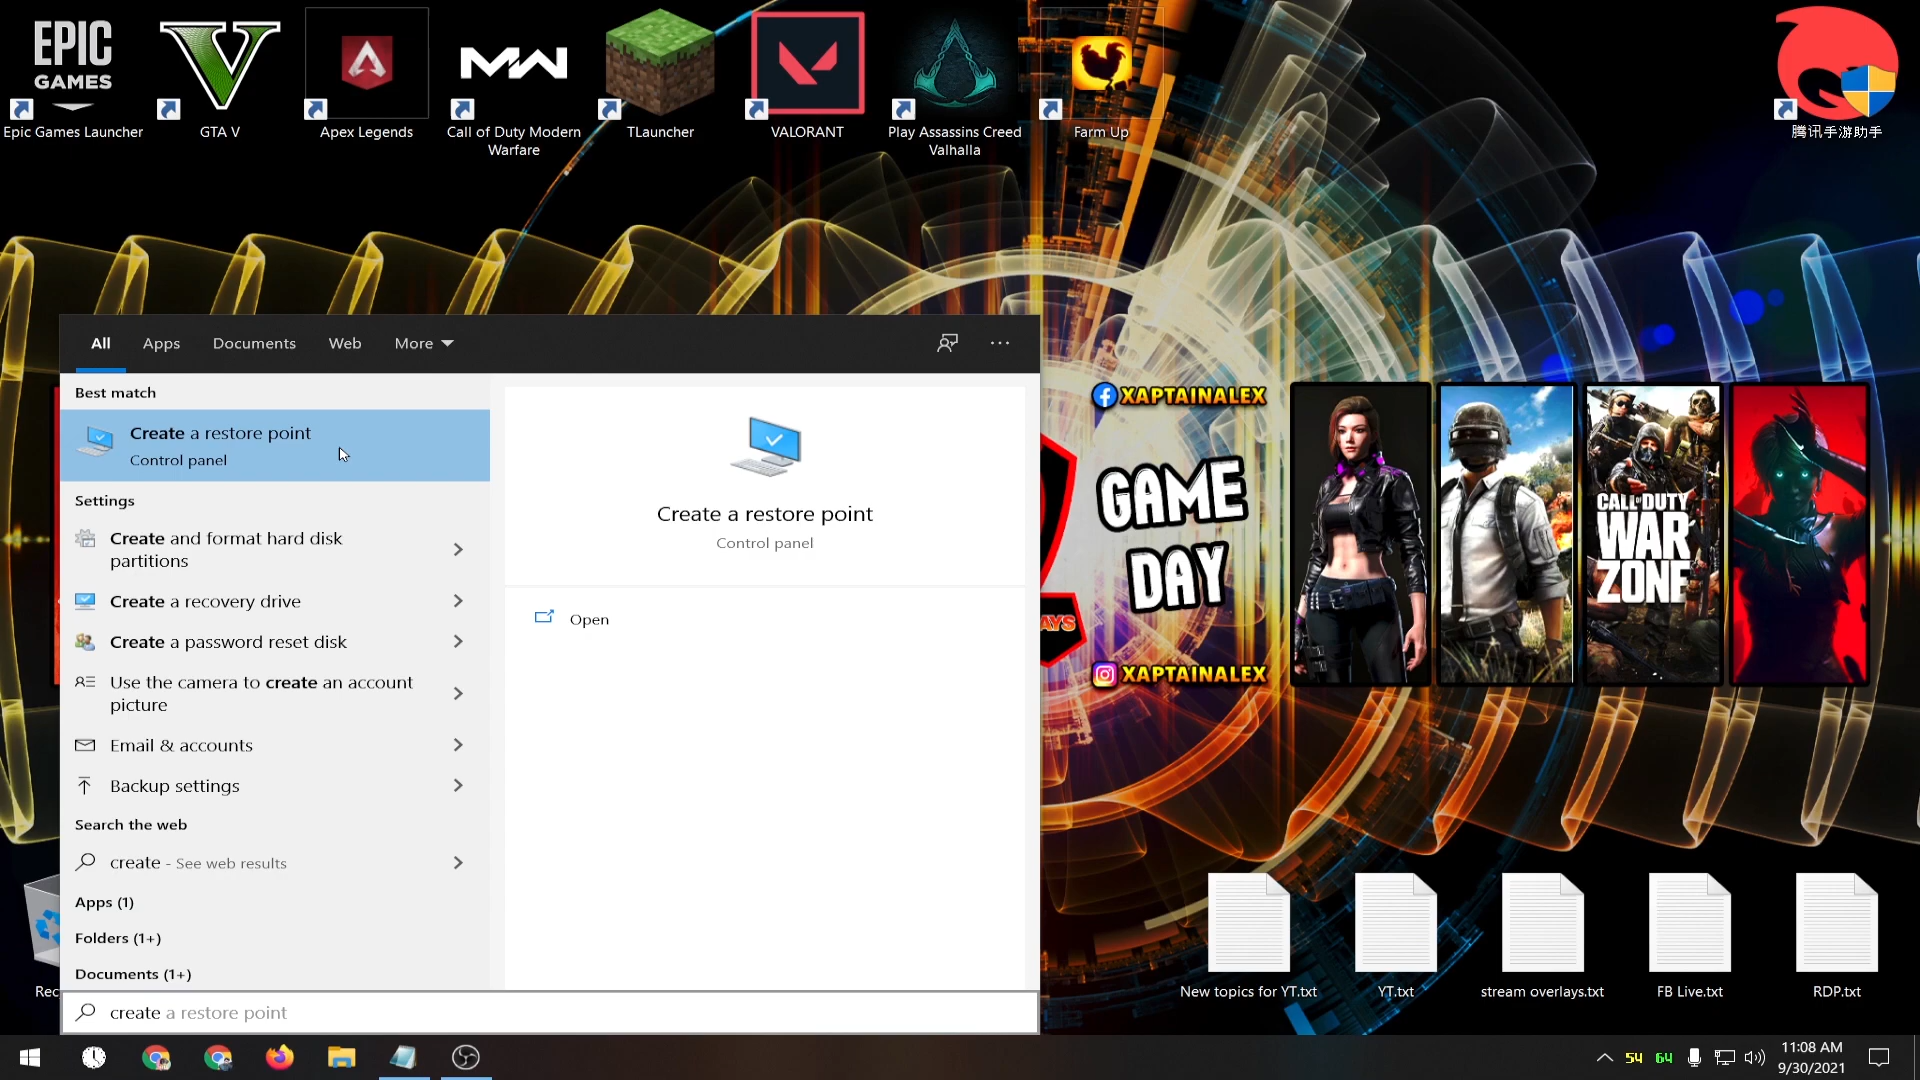 EPIC
GAMES
Epic Games Launcher
GTA V
Apex Legends
Call of Duty Modern
Warfare
TLauncher
VALORANT
Play Assassins Creed
Valhalla
Farm Up
腾讯手游助手
All
Apps
Documents
Web
More
Best match
Create a restore point
Control panel
Settings
Create and format hard disk
partitions
Create a recovery drive
Create a password reset disk
Use the camera to create an account
picture
Email & accounts
Backup settings
Search the web
create - See web results
Apps (1)
Folders (1+)
Documents (1+)
create a restore point
Create a restore point
Control panel
Open
XAPTAINALEX
GAME
DAY
AYS
XAPTAINALEX
CALL OF DUTY
WAR
ZONE
Rec
New topics for YT.txt
YT.txt
stream overlays.txt
FB Live.txt
RDP.txt
54
64
11:08 AM
9/30/2021